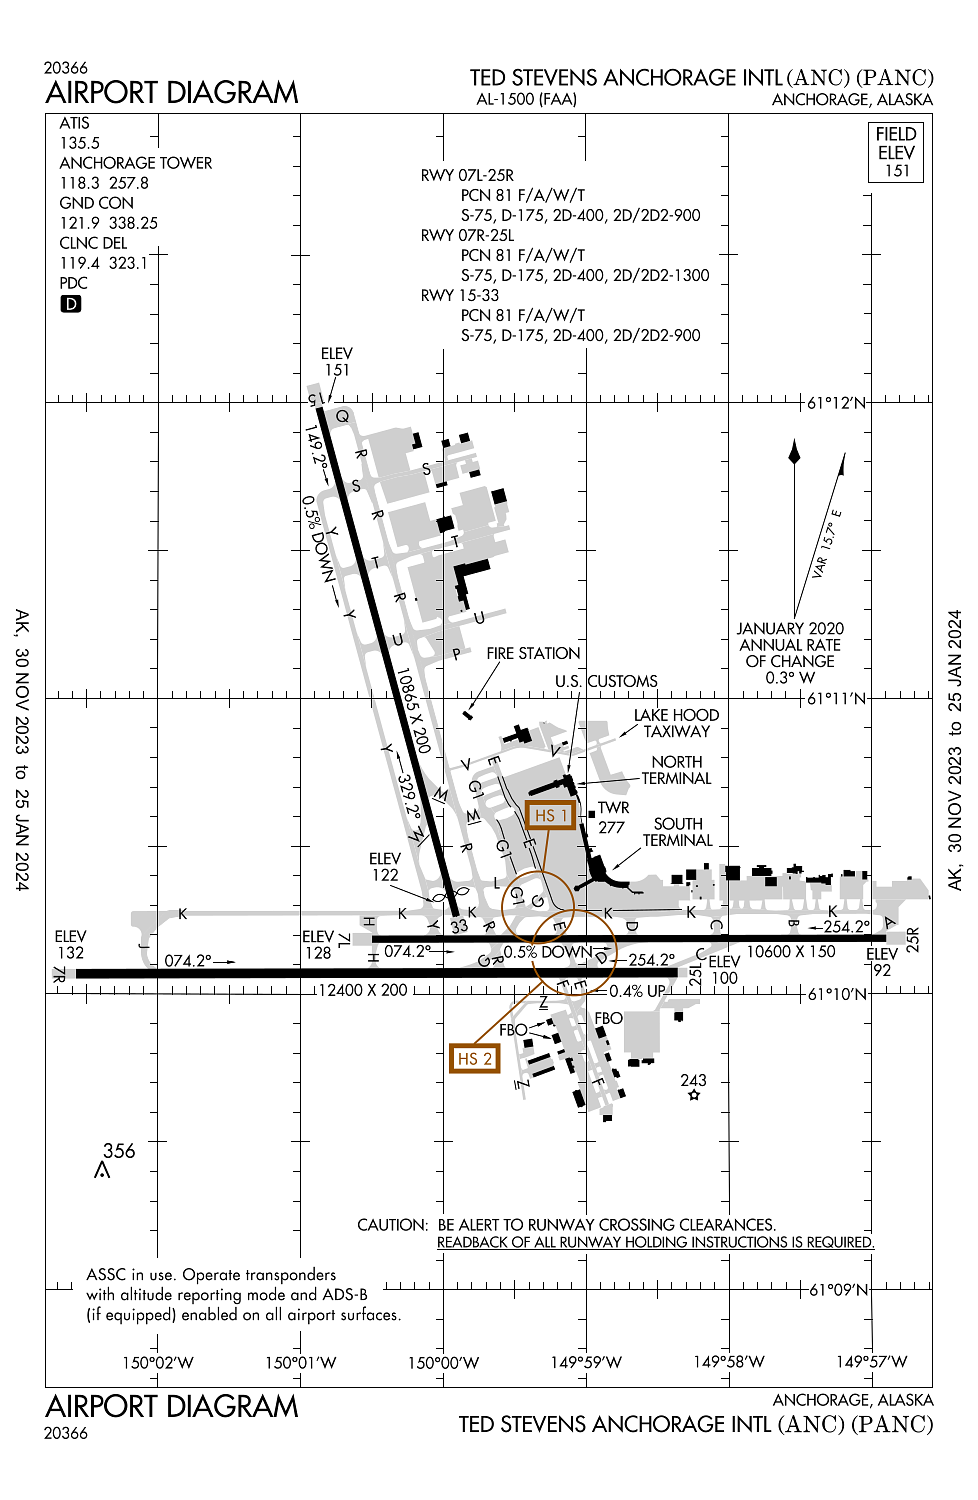 20366
AIRPORT DIAGRAM
TED STEVENS ANCHORAGE INTL (ANC) (PANC)
AL-1500 (FAA)
ANCHORAGE, ALASKA
ATIS
135.5
ANCHORAGE TOWER
118.3 257.8
GND CON
121.9 338.25
CLNC DEL
119.4 323.1
PDC
D
RWY 07L-25R
PCN 81 F/A/W/T
S-75, D-175, 2D-400, 2D/2D2-900
RWY 07R-25L
PCN 81 F/A/W/T
S-75, D-175, 2D-400, 2D/2D2-1300
RWY 15-33
PCN 81 F/A/W/T
S-75, D-175, 2D-400, 2D/2D2-900
FIELD
ELEV
151
ELEV
151
15
Q
61°12'N
149.2°
R
S
S
0.5% DOWN
Y
R
T
T
VAR 15.7° E
Y
R
U
U
P
JANUARY 2020
ANNUAL RATE
OF CHANGE
0.3° W
FIRE STATION
U.S. CUSTOMS
61°11'N
10865 X 200
LAKE HOOD
TAXIWAY
Y
V
E
V
NORTH
TERMINAL
329.2°
M
G1
M
HS 1
TWR
277
SOUTH
TERMINAL
M
R
G1
E
ELEV
122
L
G1
G
K
H
K
K
K
K
K
Y
33
R
E
D
C
B
254.2°
A
25R
ELEV
132
J
ELEV
128
7L
H
074.2°
0.5% DOWN
10600 X 150
ELEV
92
7R
074.2°
G
R
D
254.2°
C
25L
ELEV
100
12400 X 200
F
E
0.4% UP
61°10'N
Z
FBO
FBO
HS 2
Z
F
243
356
CAUTION: BE ALERT TO RUNWAY CROSSING CLEARANCES.
READBACK OF ALL RUNWAY HOLDING INSTRUCTIONS IS REQUIRED.
ASSC in use. Operate transponders
with altitude reporting mode and ADS-B
(if equipped) enabled on all airport surfaces.
61°09'N
150°02'W
150°01'W
150°00'W
149°59'W
149°58'W
149°57'W
AIRPORT DIAGRAM
20366
ANCHORAGE, ALASKA
TED STEVENS ANCHORAGE INTL (ANC) (PANC)
AK, 30 NOV 2023 to 25 JAN 2024
AK, 30 NOV 2023 to 25 JAN 2024